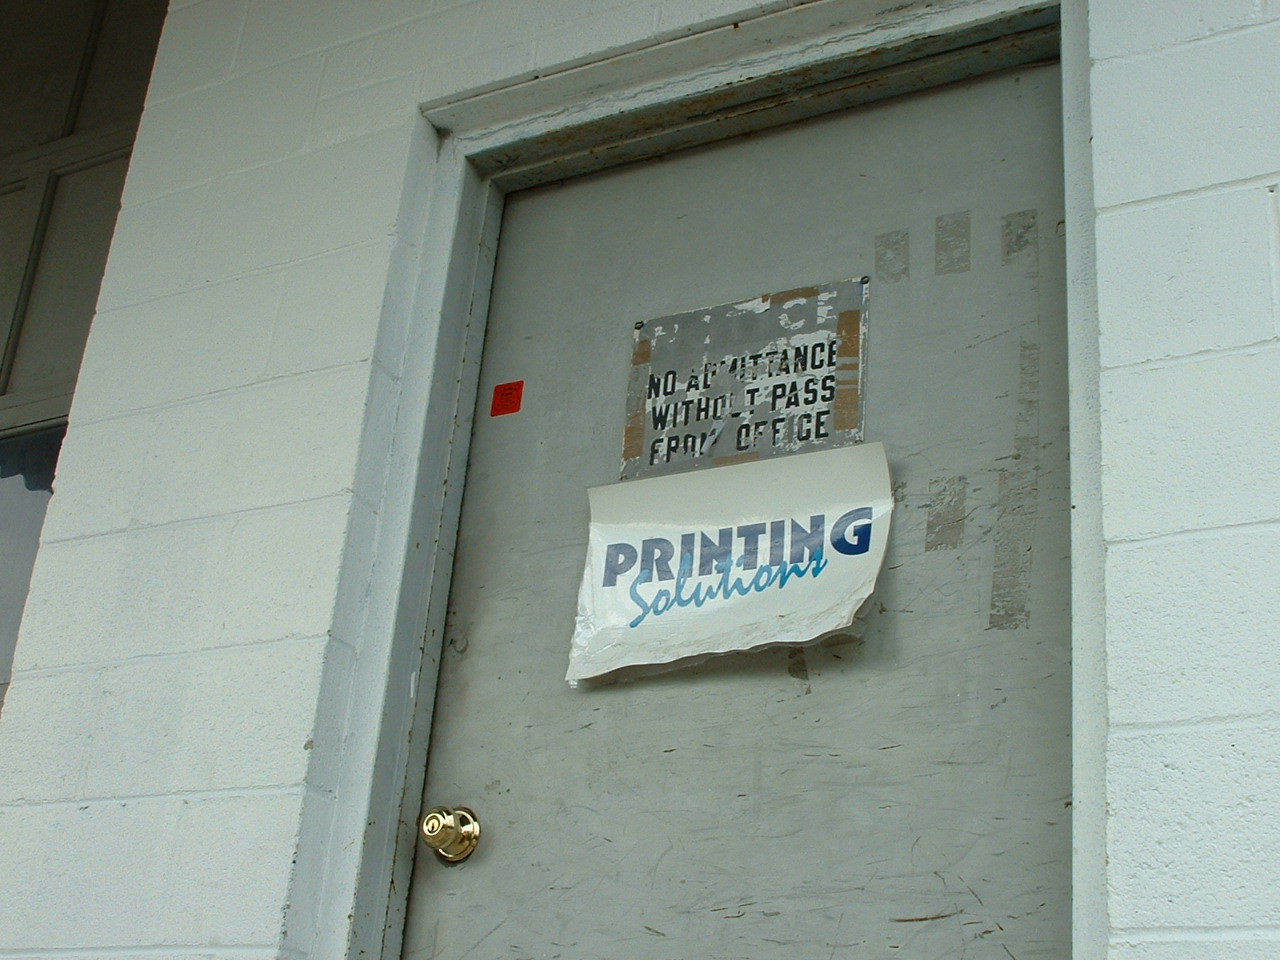 NO ADMITTANCE
WITHOUT PASS
FROM OFFICE
PRINTING
Solutions